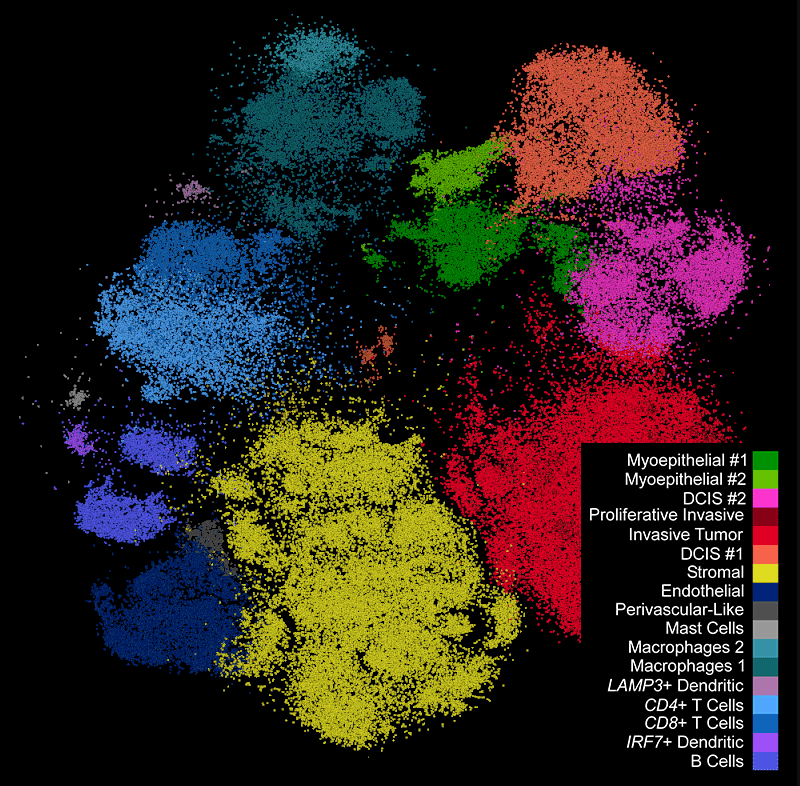 Myoepithelial #1
Myoepithelial #2
DCIS #2
Proliferative Invasive
Invasive Tumor
DCIS #1
Stromal
Endothelial
Perivascular-Like
Mast Cells
Macrophages 2
Macrophages 1
LAMP3+ Dendritic
CD4+ T Cells
CD8+ T Cells
IRF7+ Dendritic
B Cells